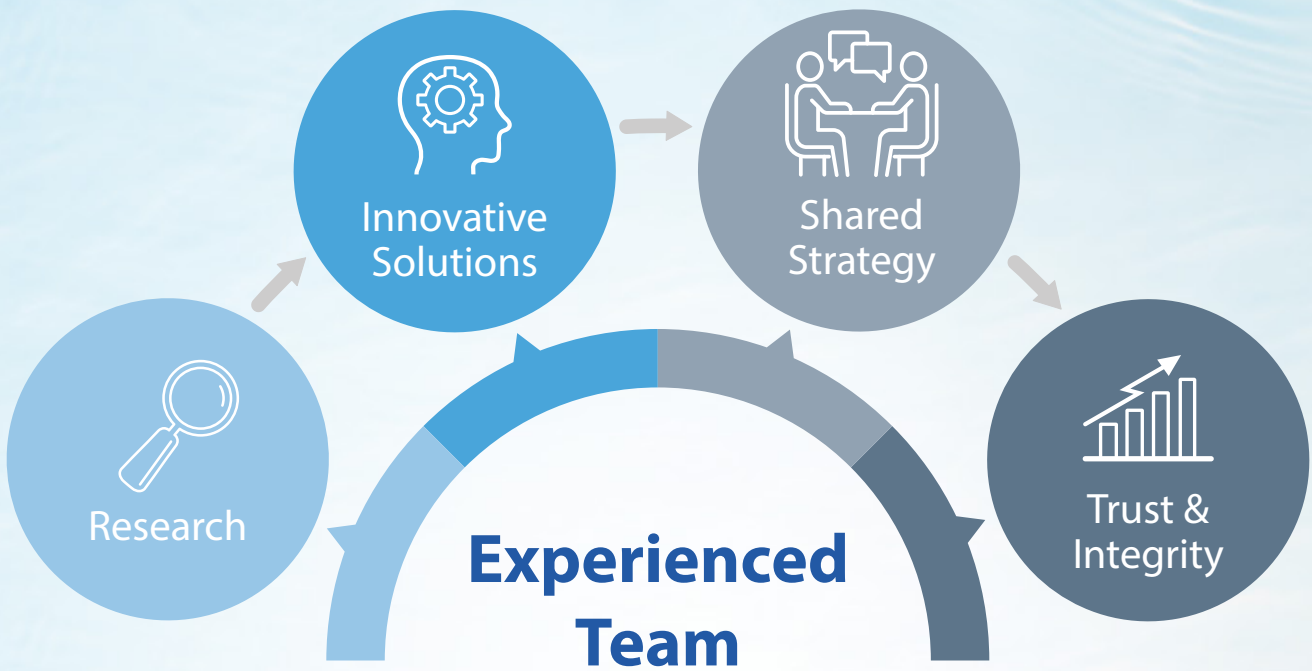 Research
Innovative
Solutions
Shared
Strategy
Trust &
Integrity
Experienced
Team